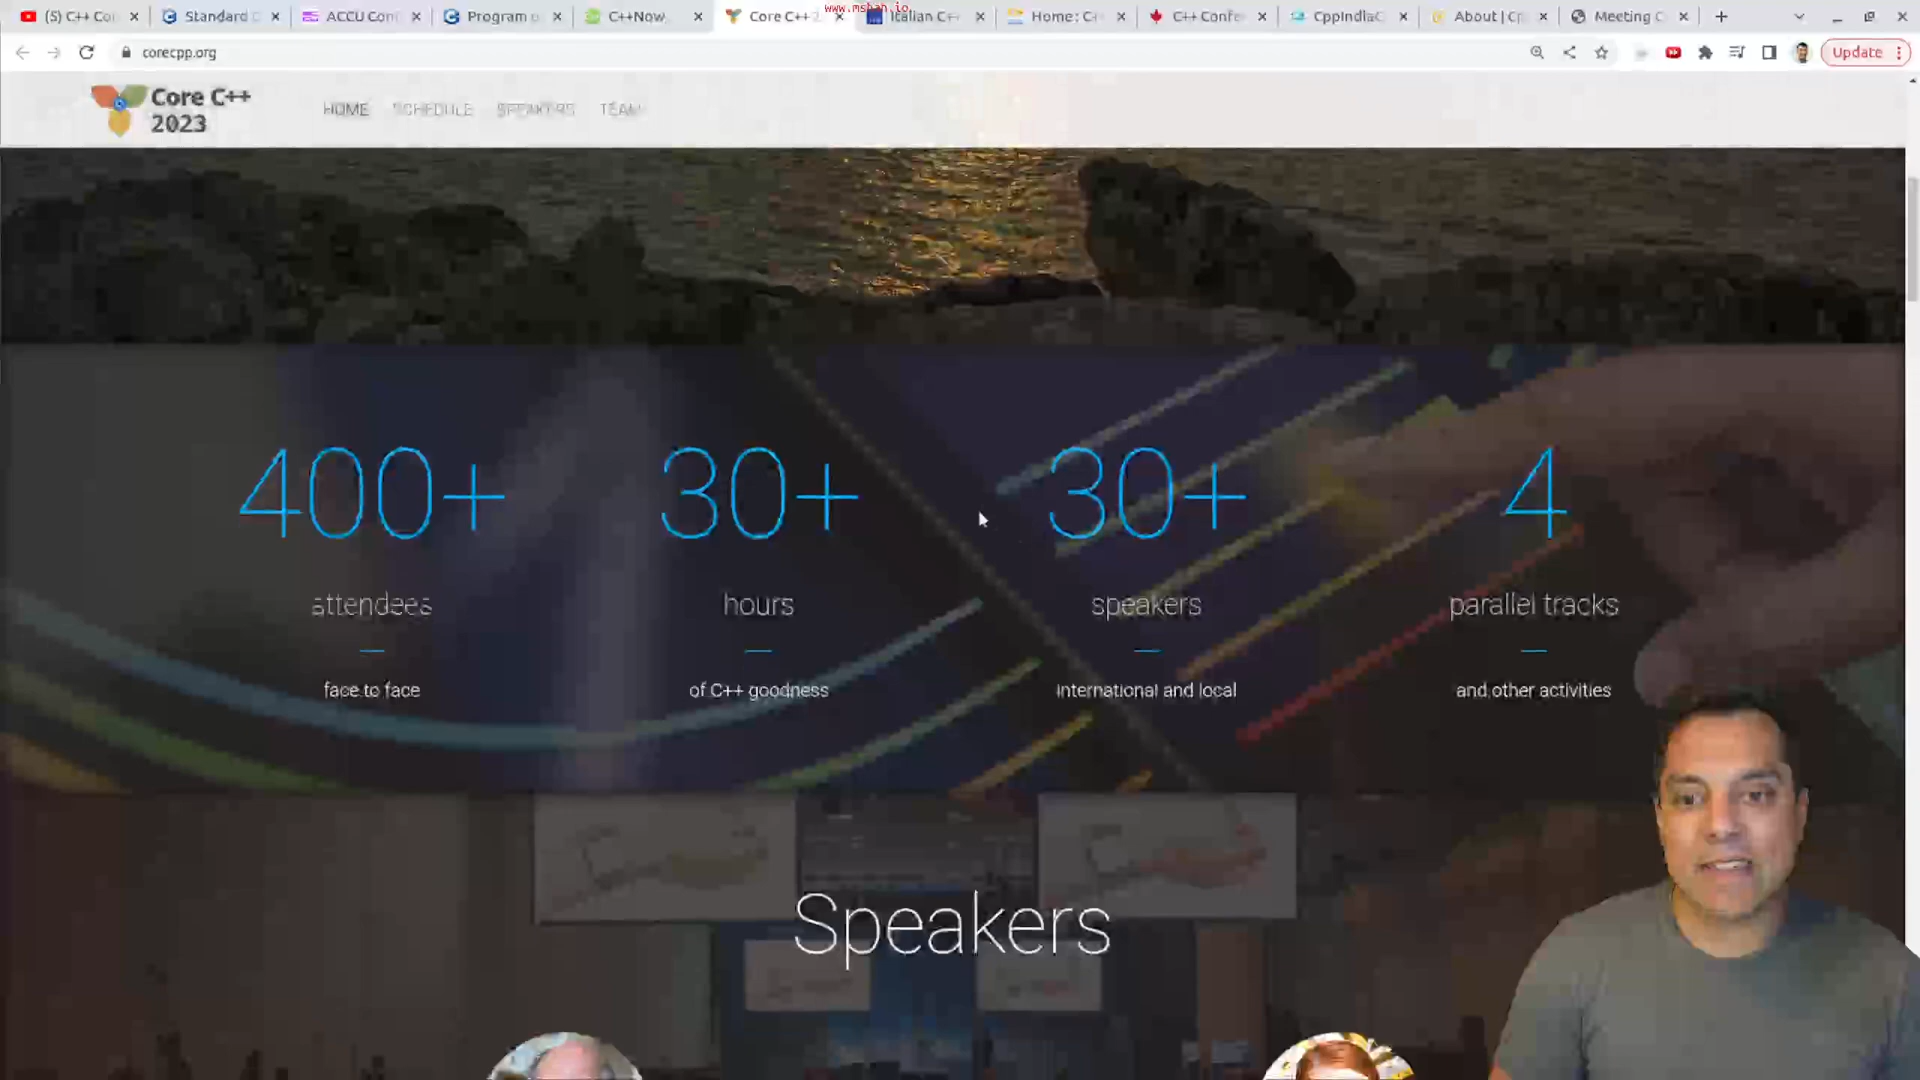 www.mshah.io
(5) C++ Con
Standard C
ACCU Con
Program o
C++Now
Core C++ 2
Italian C++
Home: C+
C++ Confe
CppIndiaC
About | Cp
Meeting C
corecpp.org
Update
Core C++
2023
HOME
SCHEDULE
SPEAKERS
TEAM
400+
30+
30+
4
attendees
hours
speakers
parallel tracks
face to face
of C++ goodness
international and local
and other activities
Speakers